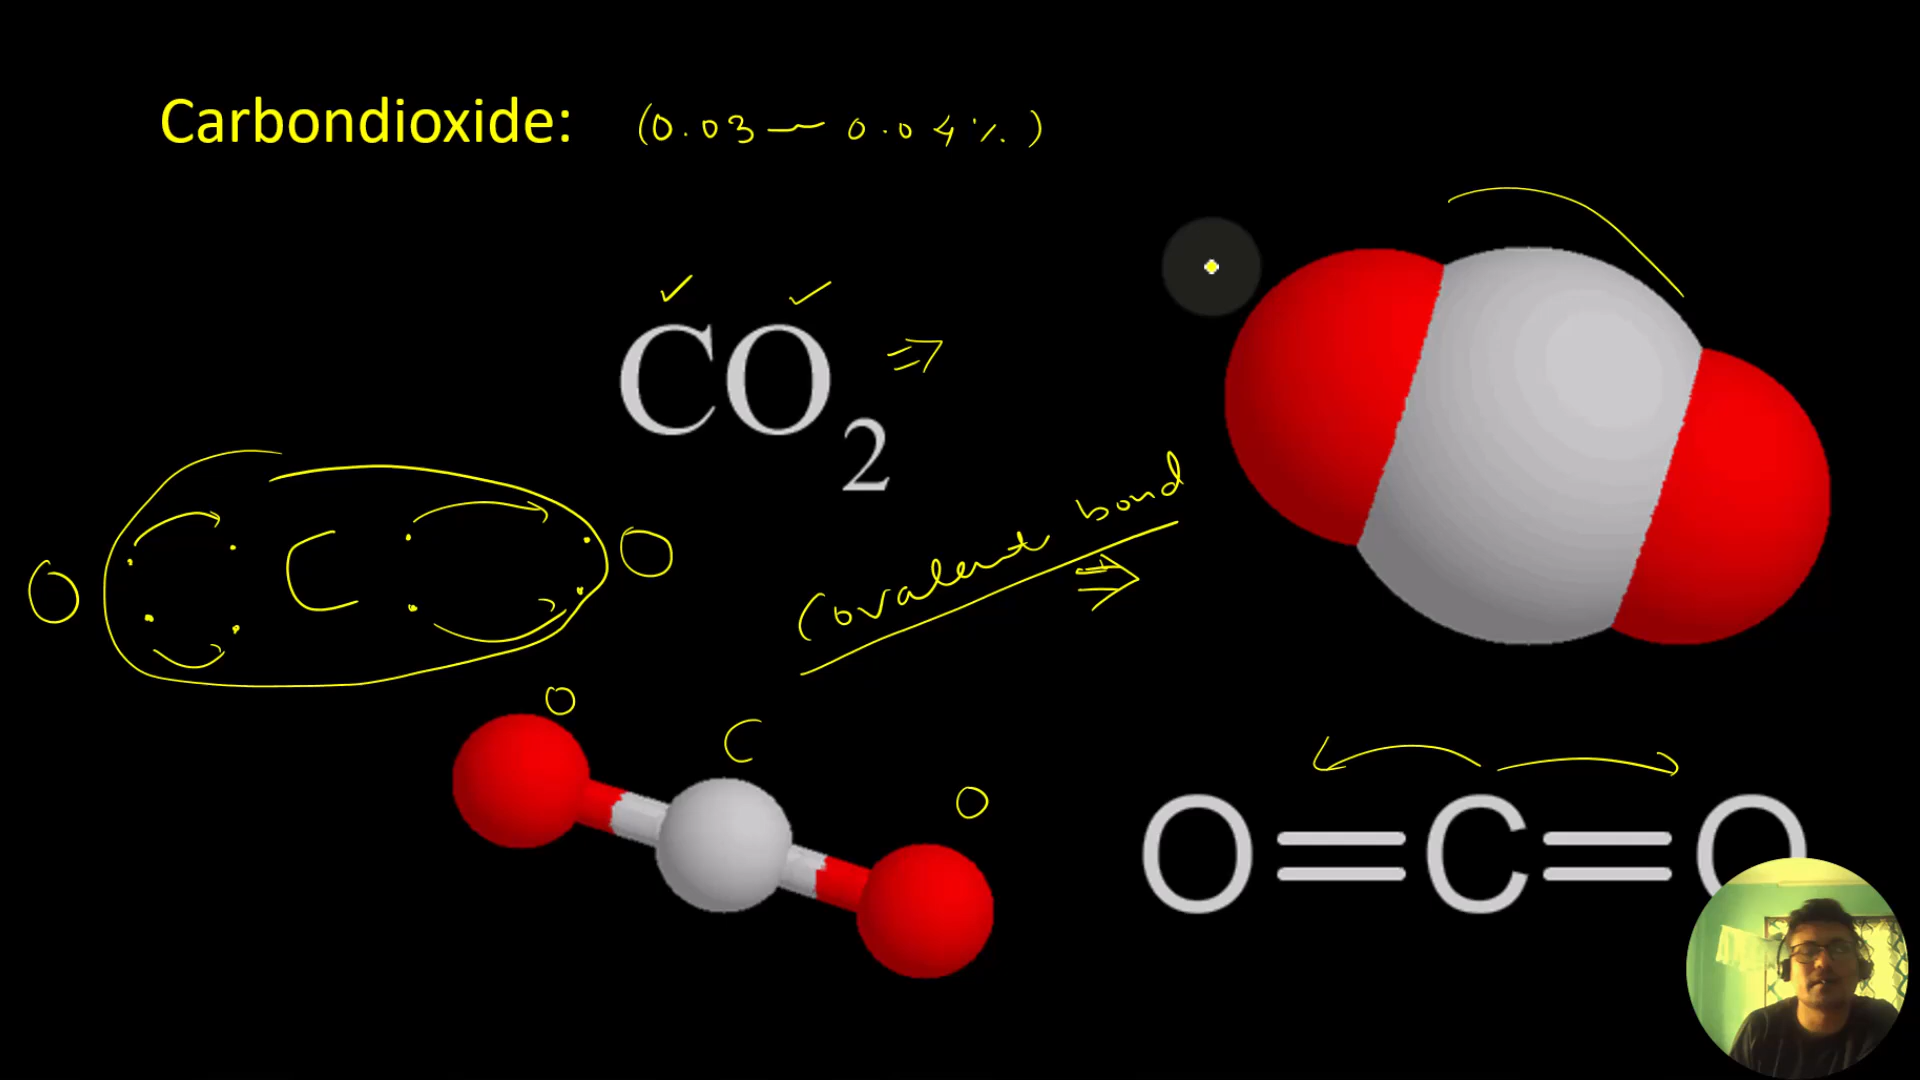 Carbondioxide: (0.03 — 0.04%)
CO2 ⇒
Covalent bond
⇒
O C O
O
C
O
O=C=O